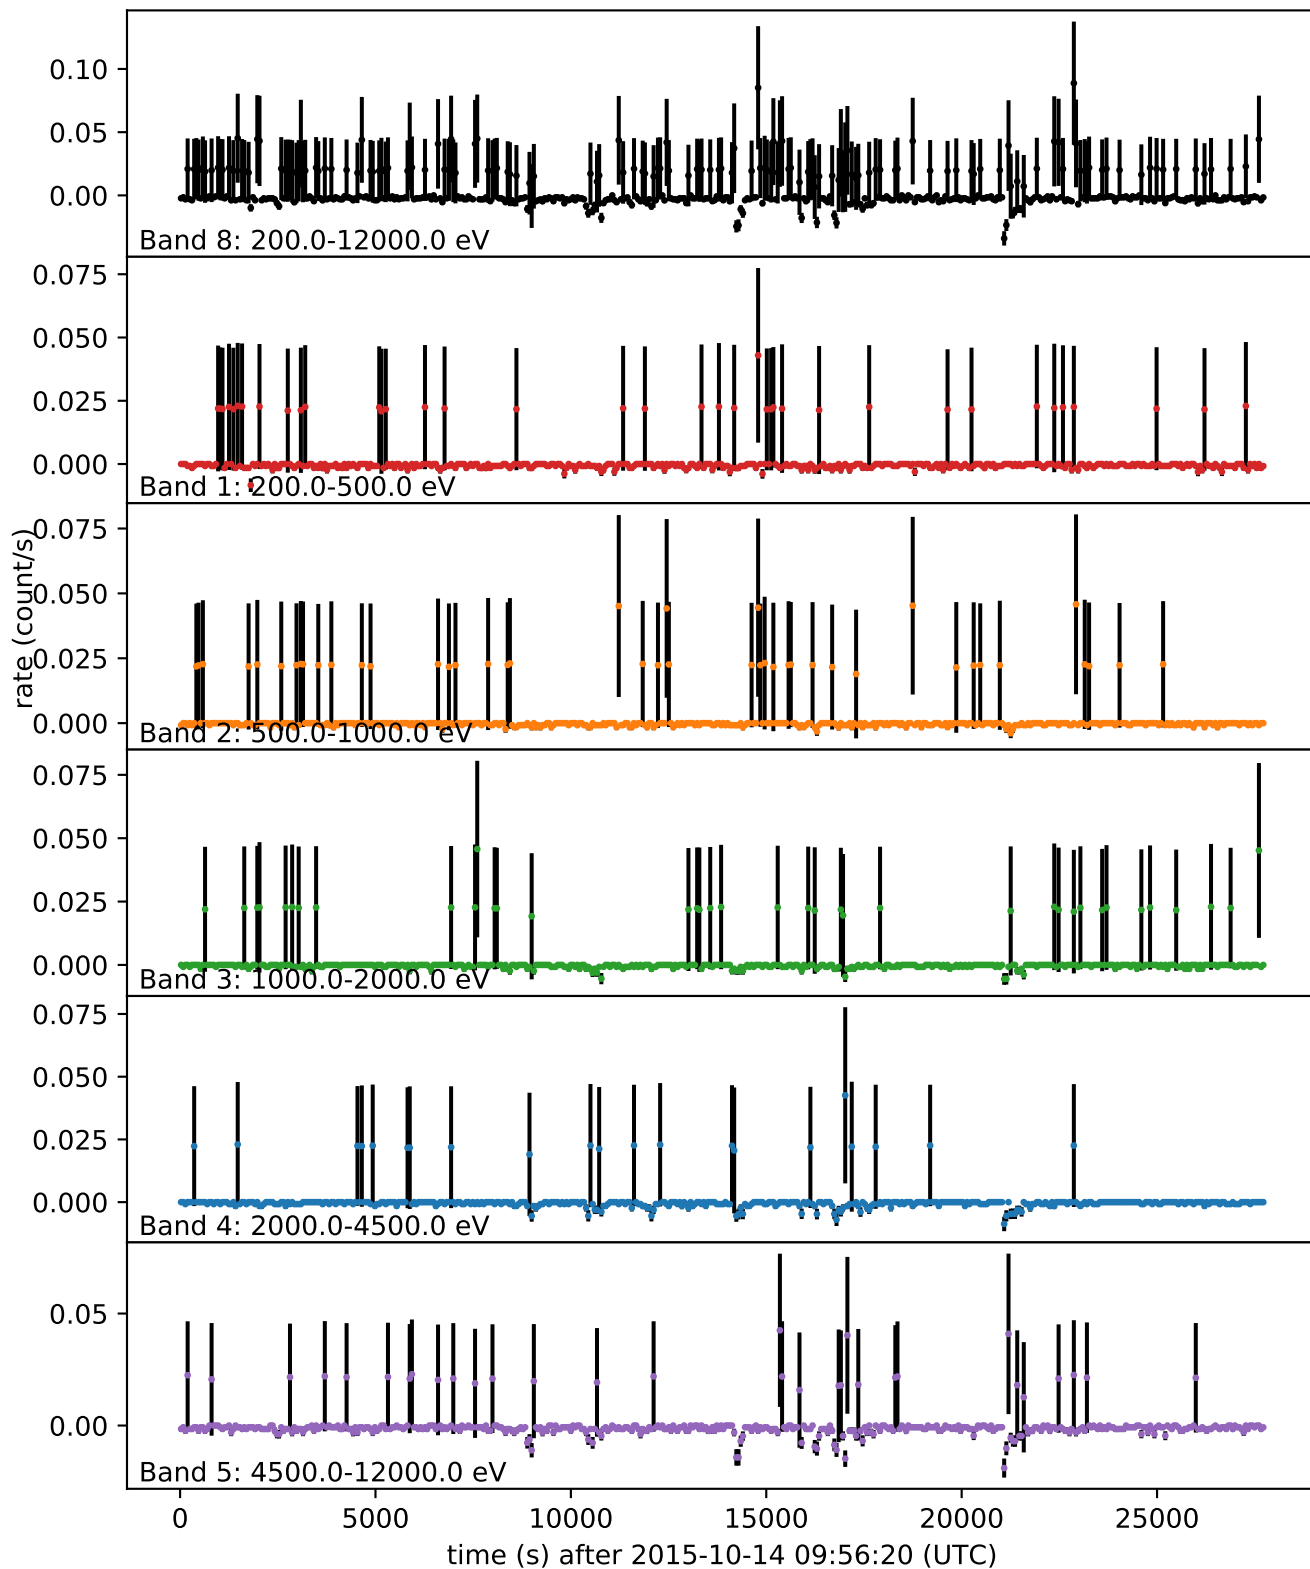 0.10
0.05
0.00
Band 8: 200.0-12000.0 eV
0.075
0.050
0.025
0.000
Band 1: 200.0-500.0 eV
rate (count/s)
0.075
0.050
0.025
0.000
Band 2: 500.0-1000.0 eV
0.075
0.050
0.025
0.000
Band 3: 1000.0-2000.0 eV
0.075
0.050
0.025
0.000
Band 4: 2000.0-4500.0 eV
0.05
0.00
Band 5: 4500.0-12000.0 eV
0 5000 10000 15000 20000 25000
time (s) after 2015-10-14 09:56:20 (UTC)